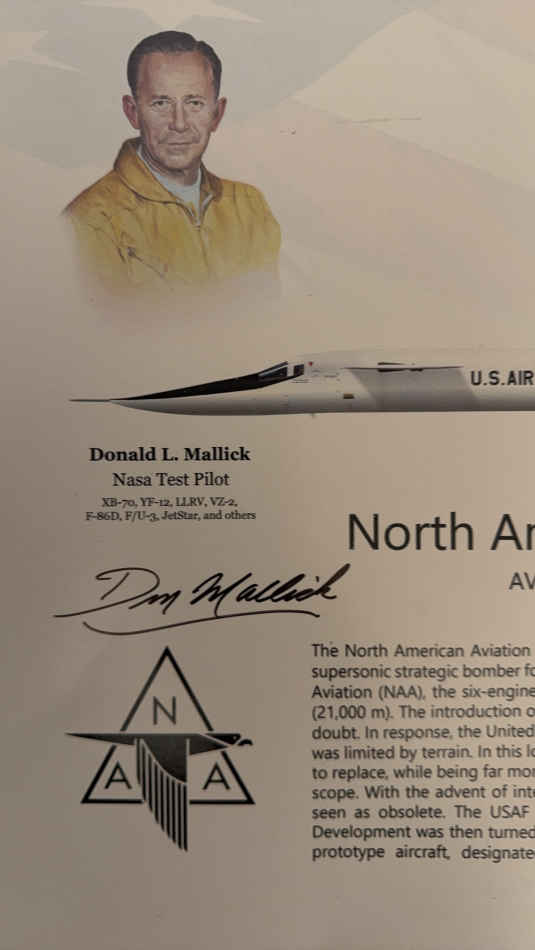 U.S.AIR
Donald L. Mallick
Nasa Test Pilot
XB-70, YF-12, LLRV, VZ-2,
F-86D, F/U-3, JetStar, and others
North Am
AV
Don Mallick
The North American Aviation
supersonic strategic bomber fo
Aviation (NAA), the six-engine
(21,000 m). The introduction o
doubt. In response, the United
was limited by terrain. In this lo
to replace, while being far mor
scope. With the advent of inte
seen as obsolete. The USAF
Development was then turned
prototype aircraft, designate
N
A A